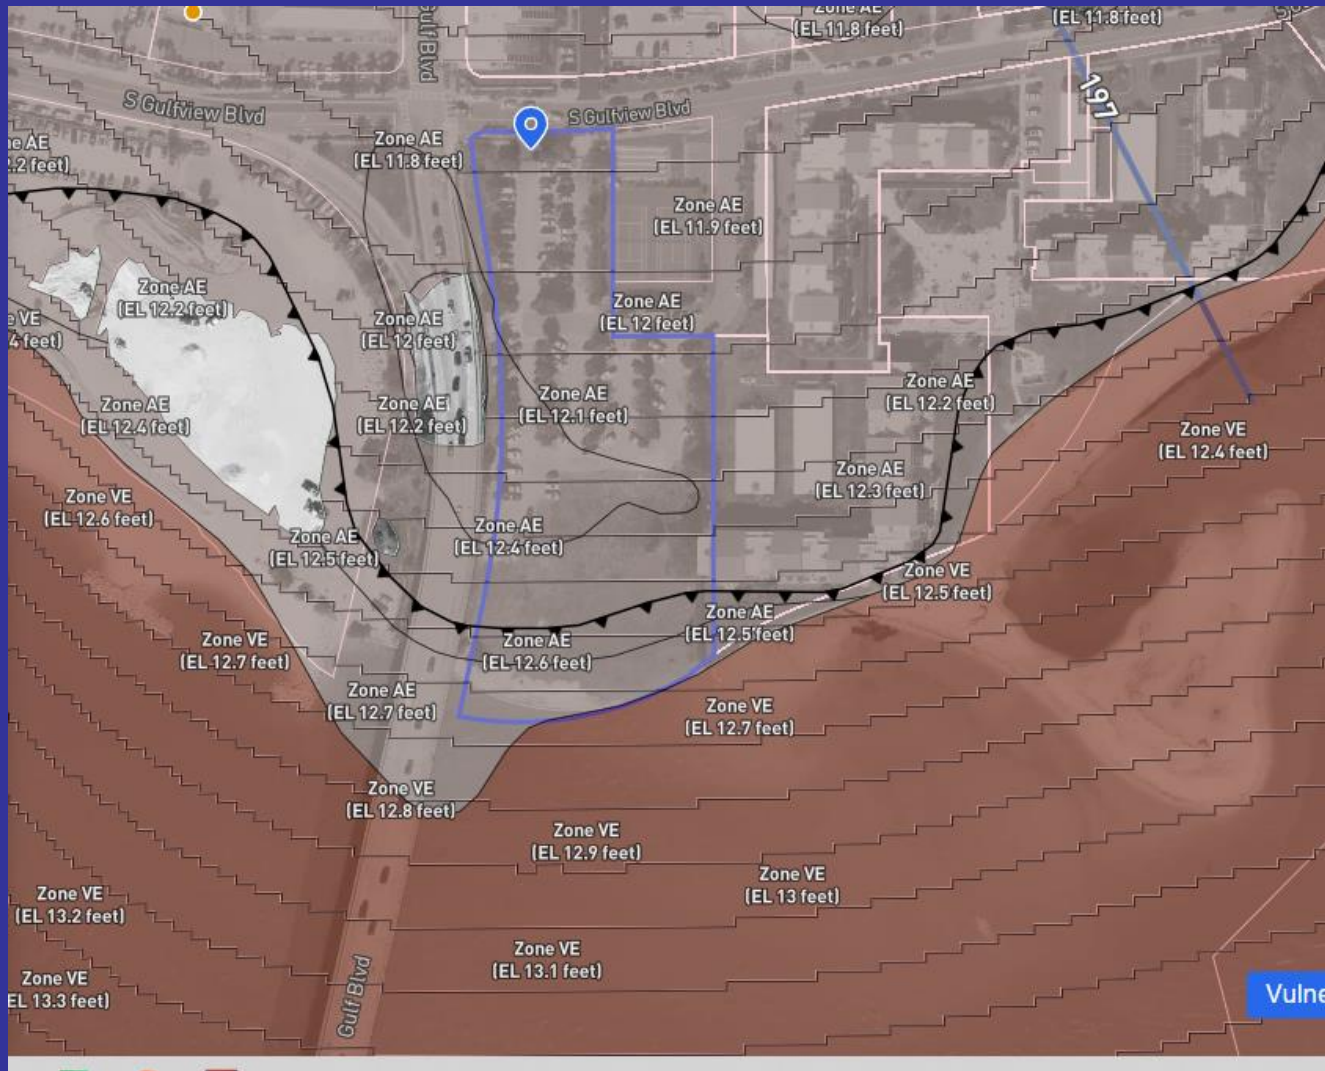 Zone AE
(EL 11.8 feet)
(EL 11.8 feet)
Gulf Blvd
197
S Gulfview Blvd
S Gulfview Blvd
Zone AE
(EL 11.8 feet)
Zone AE
(EL 11.9 feet)
Zone AE
(EL 12.2 feet)
Zone AE
(EL 12 feet)
Zone AE
(EL 12 feet)
Zone AE
(EL 12.4 feet)
Zone AE
(EL 12.2 feet)
Zone AE
(EL 12.1 feet)
Zone AE
(EL 12.2 feet)
Zone VE
(EL 12.4 feet)
Zone AE
(EL 12.3 feet)
Zone VE
(EL 12.6 feet)
Zone AE
(EL 12.5 feet)
Zone AE
(EL 12.4 feet)
Zone VE
(EL 12.5 feet)
Zone AE
(EL 12.5 feet)
Zone VE
(EL 12.7 feet)
Zone AE
(EL 12.6 feet)
Zone AE
(EL 12.7 feet)
Zone VE
(EL 12.7 feet)
Zone VE
(EL 12.8 feet)
Zone VE
(EL 12.9 feet)
Zone VE
(EL 13 feet)
Zone VE
(EL 13.2 feet)
Zone VE
(EL 13.1 feet)
Zone VE
EL 13.3 feet)
Gulf Blvd
Vulne